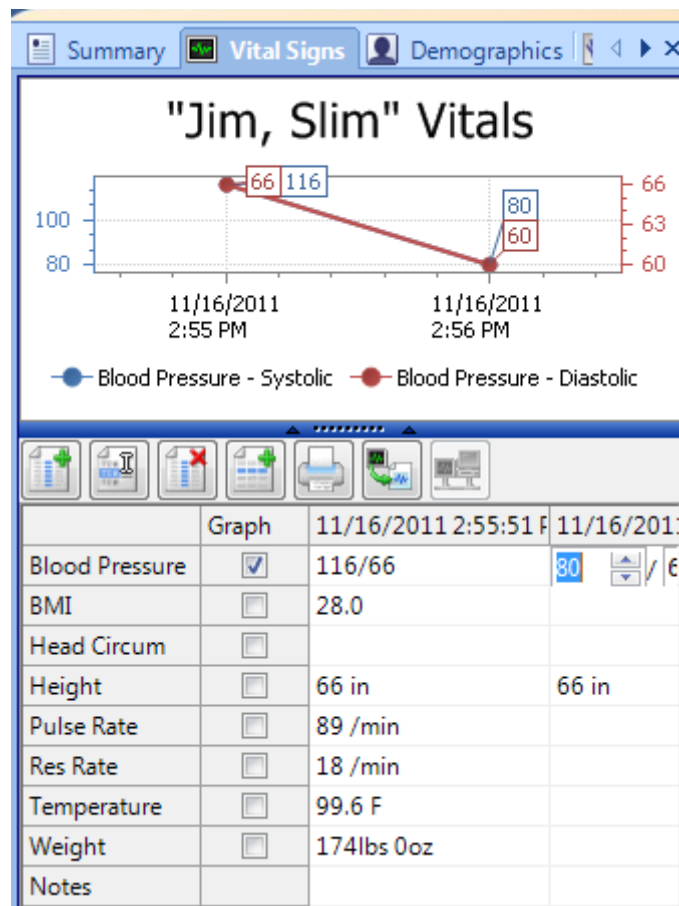 Summary Vital Signs Demographics
"Jim, Slim" Vitals
66 116
66
80
100
63
60
80
60
11/16/2011 11/16/2011
2:55 PM 2:56 PM
Blood Pressure - Systolic Blood Pressure - Diastolic
Graph 11/16/2011 2:55:51 11/16/2011
Blood Pressure 116/66 80 / 6
BMI 28.0
Head Circum
Height 66 in 66 in
Pulse Rate 89 /min
Res Rate 18 /min
Temperature 99.6 F
Weight 174lbs 0oz
Notes